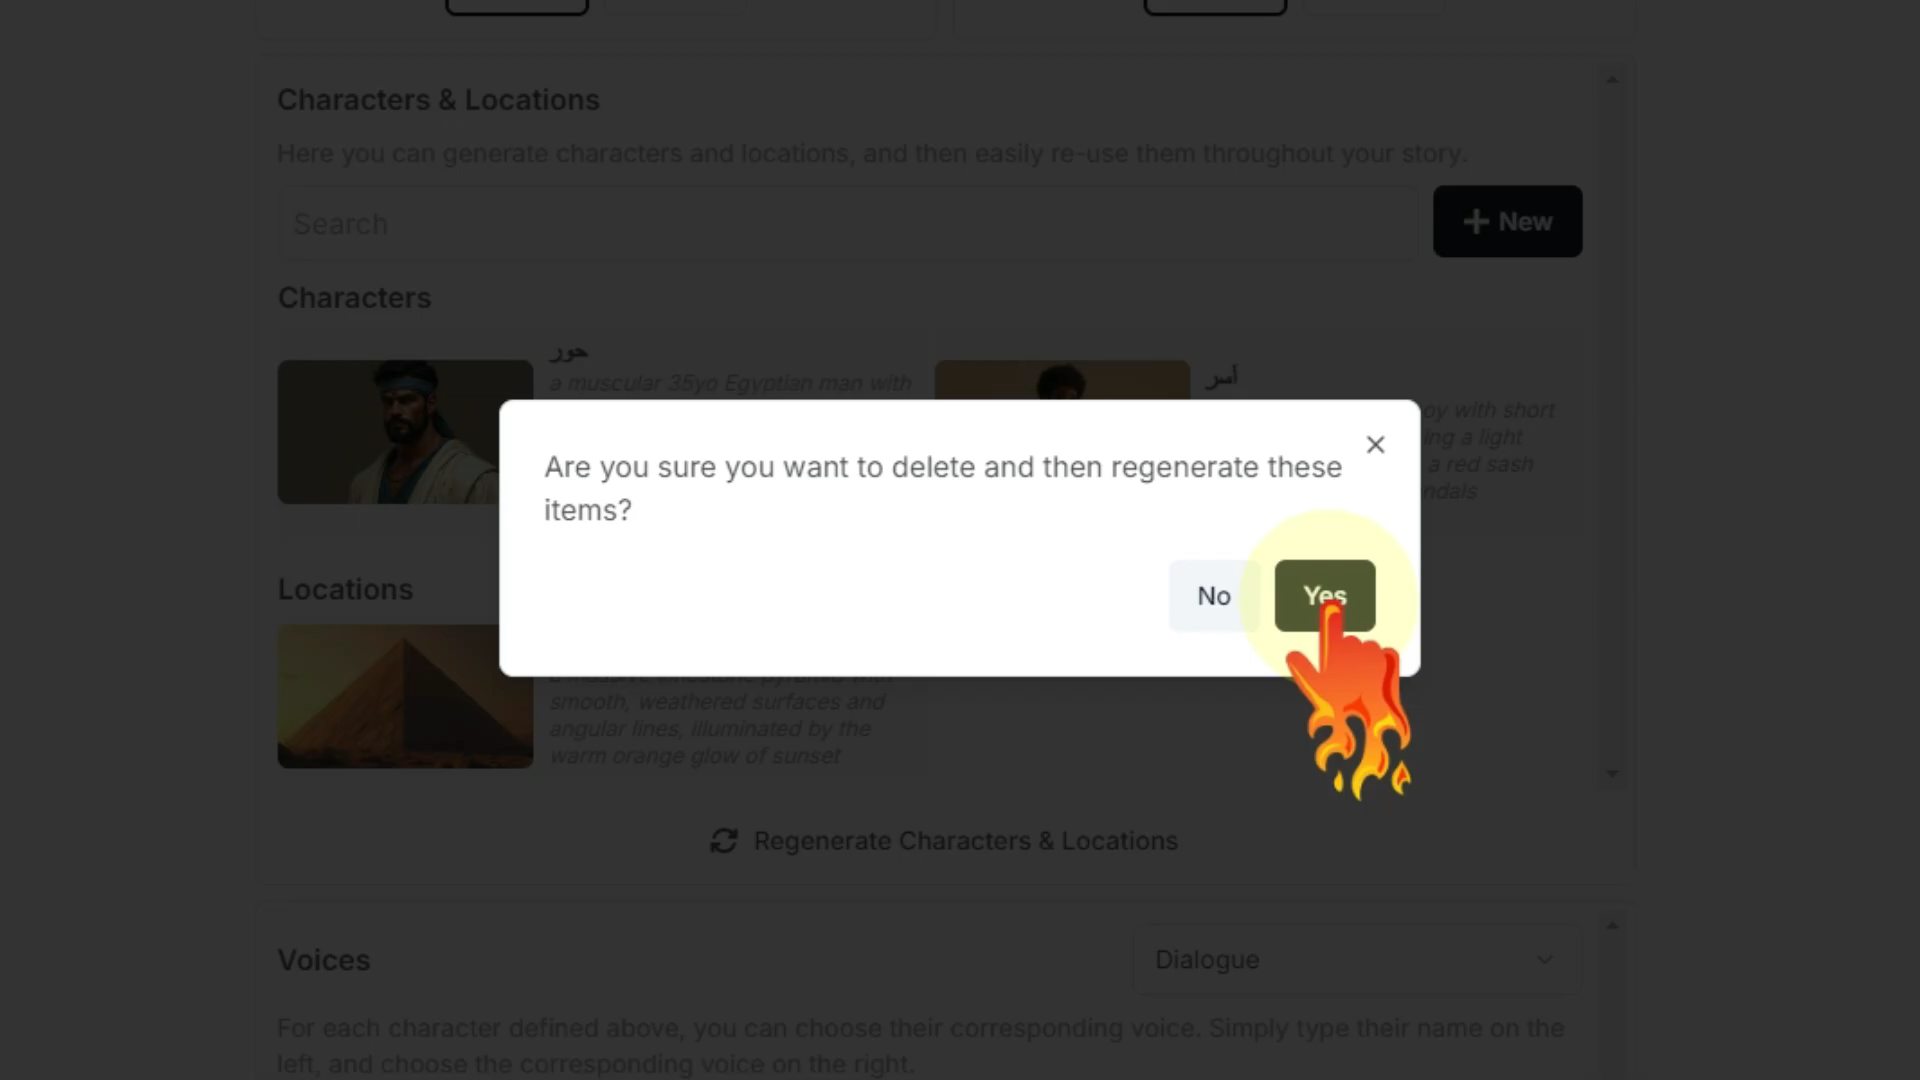 Characters & Locations
Here you can generate characters and locations, and then easily re-use them throughout your story.
Search
New
Characters
حور
a muscular 35yo Egyptian man with
أسر
oy with short
ing a light
a red sash
ndals
Are you sure you want to delete and then regenerate these
items?
No
Yes
Locations
smooth, weathered surfaces and
angular lines, illuminated by the
warm orange glow of sunset
Regenerate Characters & Locations
Voices
Dialogue
For each character defined above, you can choose their corresponding voice. Simply type their name on the
left, and choose the corresponding voice on the right.